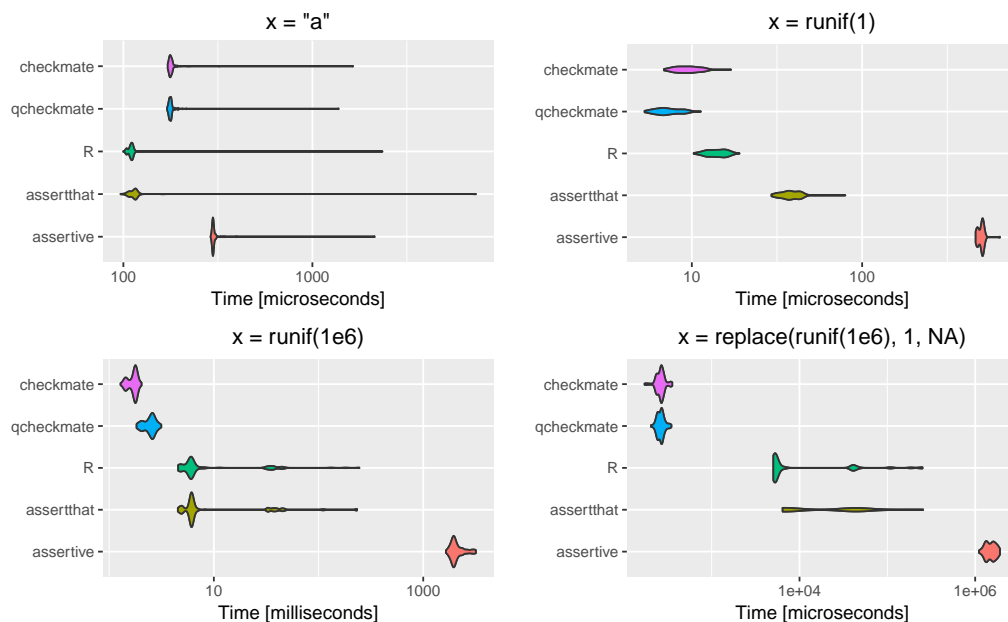 x = "a"
checkmate
qcheckmate
R
assertthat
assertive
100
1000
Time [microseconds]
x = runif(1)
checkmate
qcheckmate
R
assertthat
assertive
10
100
Time [microseconds]
x = runif(1e6)
checkmate
qcheckmate
R
assertthat
assertive
10
1000
Time [milliseconds]
x = replace(runif(1e6), 1, NA)
checkmate
qcheckmate
R
assertthat
assertive
1e+04
1e+06
Time [microseconds]